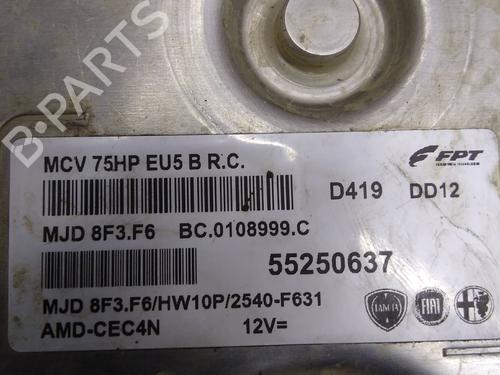 B-PARTS
MCV 75HP EU5 B R.C.
FPT
D419 DD12
MJD 8F3.F6 BC.0108999.C
55250637
MJD 8F3.F6/HW10P/2540-F631
AMD-CEC4N 12V=
LANCIA FIAT